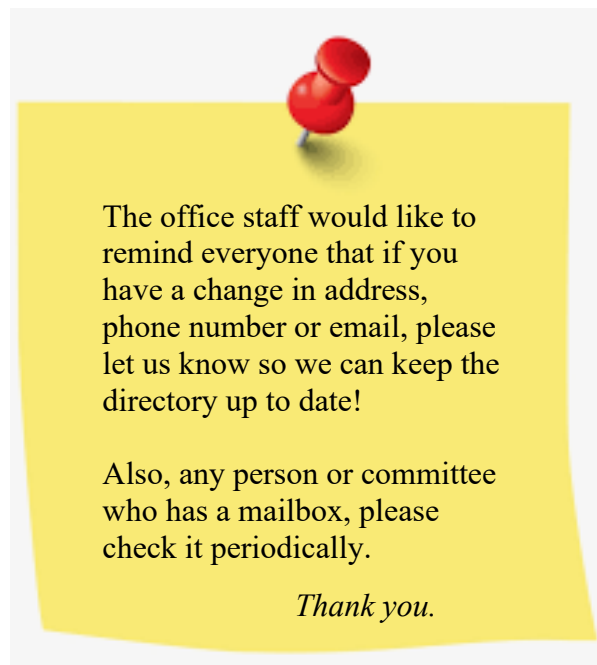 The office staff would like to
remind everyone that if you
have a change in address,
phone number or email, please
let us know so we can keep the
directory up to date!
Also, any person or committee
who has a mailbox, please
check it periodically.
Thank you.